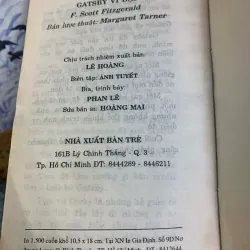 GATSBY VĨ ĐẠI
F. Scott Fitzgerald
Bản lược thuật: Margaret Tarner
Chịu trách nhiệm xuất bản:
LÊ HOÀNG
Biên tập: ÁNH TUYẾT
Bìa, trình bày:
PHAN LÊ
Sửa bản in: HOÀNG MAI
NHÀ XUẤT BẢN TRẺ
161B Lý Chính Thắng - Q. 3
Tp. Hồ Chí Minh ĐT: 8444289 - 8446211
In 1.500 cuốn khổ 10,5 x 18 cm. Tại XN In Gia Định. Số 9D Nơ
ĐT: 8412644